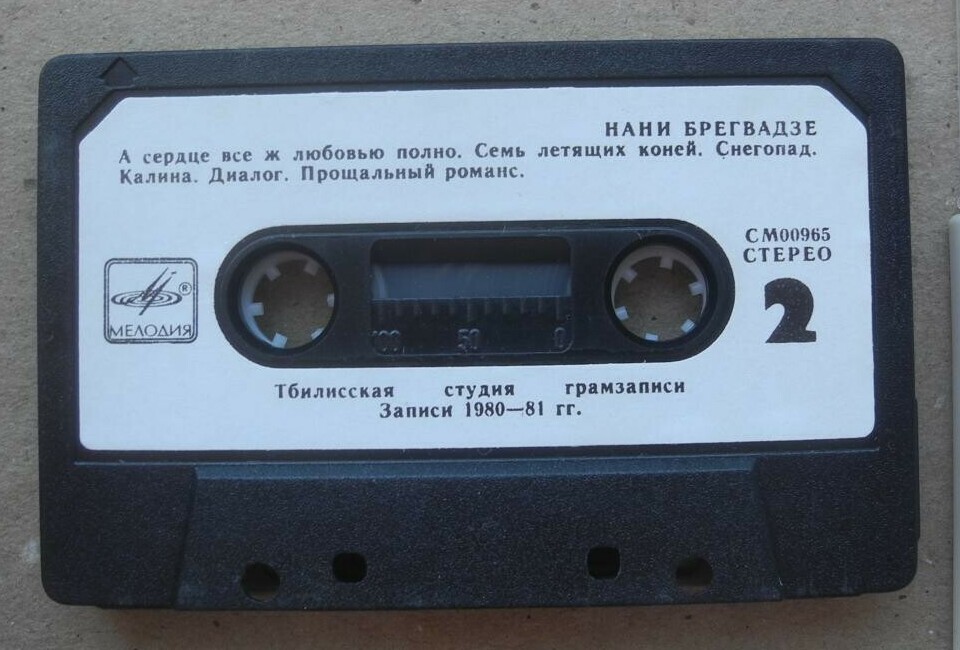 НАНИ БРЕГВАДЗЕ
А сердце все ж любовью полно. Семь летящих коней. Снегопад.
Калина. Диалог. Прощальный романс.
СМ00965
СТЕРЕО
®
МЕЛОДИЯ
2
100 50 0
Тбилисская студия грамзаписи
Записи 1980—81 гг.